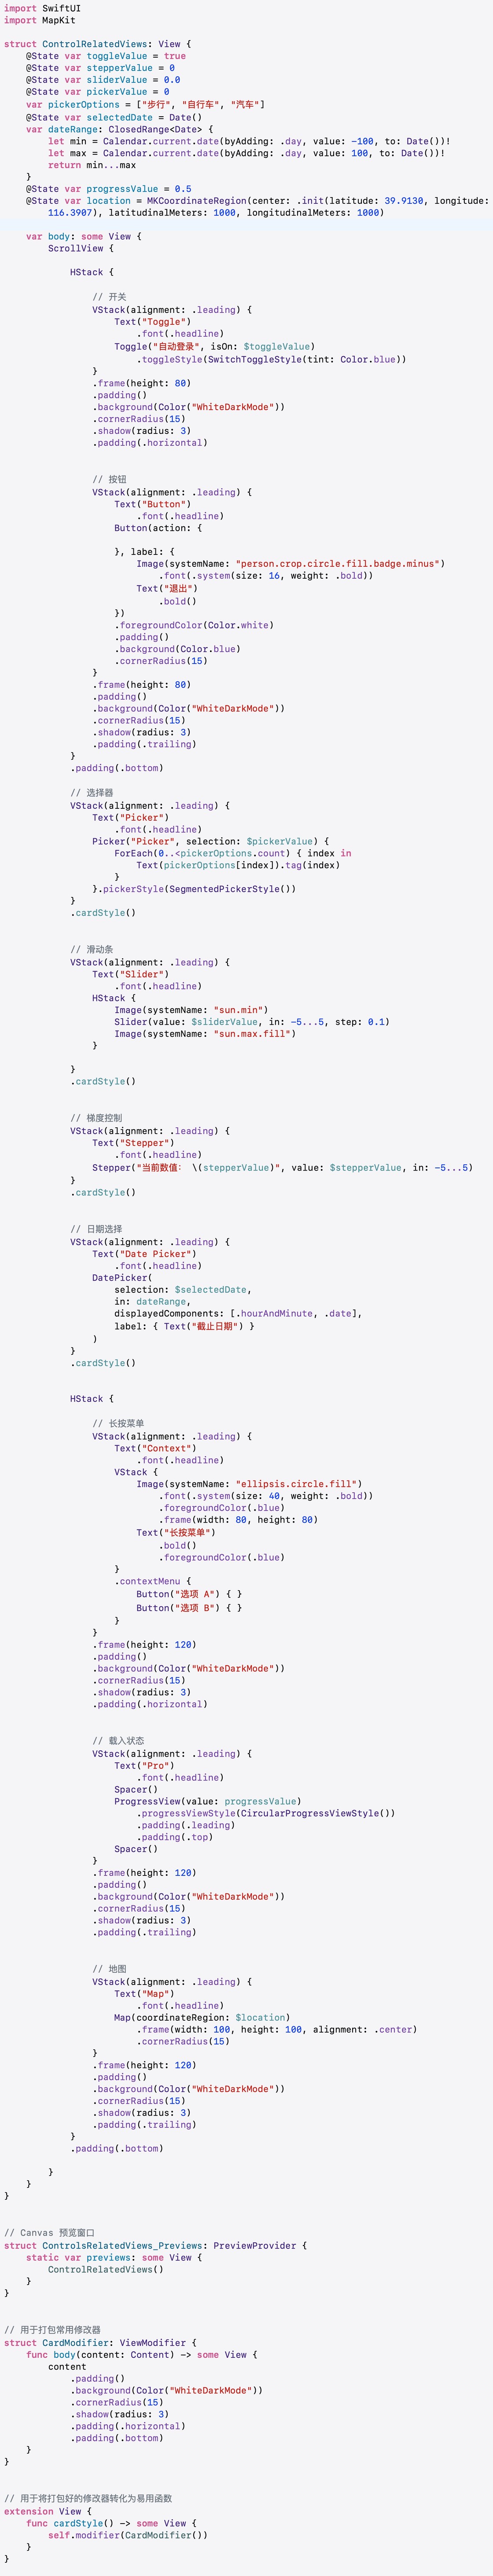 import SwiftUI
import MapKit

struct ControlRelatedViews: View {
    @State var toggleValue = true
    @State var stepperValue = 0
    @State var sliderValue = 0.0
    @State var pickerValue = 0
    var pickerOptions = ["步行", "自行车", "汽车"]
    @State var selectedDate = Date()
    var dateRange: ClosedRange<Date> {
        let min = Calendar.current.date(byAdding: .day, value: -100, to: Date())!
        let max = Calendar.current.date(byAdding: .day, value: 100, to: Date())!
        return min...max
    }
    @State var progressValue = 0.5
    @State var location = MKCoordinateRegion(center: .init(latitude: 39.9130, longitude:
        116.3907), latitudinalMeters: 1000, longitudinalMeters: 1000)

    var body: some View {
        ScrollView {

            HStack {

                // 开关
                VStack(alignment: .leading) {
                    Text("Toggle")
                        .font(.headline)
                    Toggle("自动登录", isOn: $toggleValue)
                        .toggleStyle(SwitchToggleStyle(tint: Color.blue))
                }
                .frame(height: 80)
                .padding()
                .background(Color("WhiteDarkMode"))
                .cornerRadius(15)
                .shadow(radius: 3)
                .padding(.horizontal)


                // 按钮
                VStack(alignment: .leading) {
                    Text("Button")
                        .font(.headline)
                    Button(action: {

                    }, label: {
                        Image(systemName: "person.crop.circle.fill.badge.minus")
                            .font(.system(size: 16, weight: .bold))
                        Text("退出")
                            .bold()
                    })
                    .foregroundColor(Color.white)
                    .padding()
                    .background(Color.blue)
                    .cornerRadius(15)
                }
                .frame(height: 80)
                .padding()
                .background(Color("WhiteDarkMode"))
                .cornerRadius(15)
                .shadow(radius: 3)
                .padding(.trailing)
            }
            .padding(.bottom)

            // 选择器
            VStack(alignment: .leading) {
                Text("Picker")
                    .font(.headline)
                Picker("Picker", selection: $pickerValue) {
                    ForEach(0..<pickerOptions.count) { index in
                        Text(pickerOptions[index]).tag(index)
                    }
                }.pickerStyle(SegmentedPickerStyle())
            }
            .cardStyle()


            // 滑动条
            VStack(alignment: .leading) {
                Text("Slider")
                    .font(.headline)
                HStack {
                    Image(systemName: "sun.min")
                    Slider(value: $sliderValue, in: -5...5, step: 0.1)
                    Image(systemName: "sun.max.fill")
                }

            }
            .cardStyle()


            // 梯度控制
            VStack(alignment: .leading) {
                Text("Stepper")
                    .font(.headline)
                Stepper("当前数值： \(stepperValue)", value: $stepperValue, in: -5...5)
            }
            .cardStyle()


            // 日期选择
            VStack(alignment: .leading) {
                Text("Date Picker")
                    .font(.headline)
                DatePicker(
                    selection: $selectedDate,
                    in: dateRange,
                    displayedComponents: [.hourAndMinute, .date],
                    label: { Text("截止日期") }
                )
            }
            .cardStyle()


            HStack {

                // 长按菜单
                VStack(alignment: .leading) {
                    Text("Context")
                        .font(.headline)
                    VStack {
                        Image(systemName: "ellipsis.circle.fill")
                            .font(.system(size: 40, weight: .bold))
                            .foregroundColor(.blue)
                            .frame(width: 80, height: 80)
                        Text("长按菜单")
                            .bold()
                            .foregroundColor(.blue)
                    }
                    .contextMenu {
                        Button("选项 A") { }
                        Button("选项 B") { }
                    }
                }
                .frame(height: 120)
                .padding()
                .background(Color("WhiteDarkMode"))
                .cornerRadius(15)
                .shadow(radius: 3)
                .padding(.horizontal)


                // 载入状态
                VStack(alignment: .leading) {
                    Text("Pro")
                        .font(.headline)
                    Spacer()
                    ProgressView(value: progressValue)
                        .progressViewStyle(CircularProgressViewStyle())
                        .padding(.leading)
                        .padding(.top)
                    Spacer()
                }
                .frame(height: 120)
                .padding()
                .background(Color("WhiteDarkMode"))
                .cornerRadius(15)
                .shadow(radius: 3)
                .padding(.trailing)


                // 地图
                VStack(alignment: .leading) {
                    Text("Map")
                        .font(.headline)
                    Map(coordinateRegion: $location)
                        .frame(width: 100, height: 100, alignment: .center)
                        .cornerRadius(15)
                }
                .frame(height: 120)
                .padding()
                .background(Color("WhiteDarkMode"))
                .cornerRadius(15)
                .shadow(radius: 3)
                .padding(.trailing)
            }
            .padding(.bottom)

        }
    }
}


// Canvas 预览窗口
struct ControlsRelatedViews_Previews: PreviewProvider {
    static var previews: some View {
        ControlRelatedViews()
    }
}


// 用于打包常用修改器
struct CardModifier: ViewModifier {
    func body(content: Content) -> some View {
        content
            .padding()
            .background(Color("WhiteDarkMode"))
            .cornerRadius(15)
            .shadow(radius: 3)
            .padding(.horizontal)
            .padding(.bottom)
    }
}


// 用于将打包好的修改器转化为易用函数
extension View {
    func cardStyle() -> some View {
        self.modifier(CardModifier())
    }
}